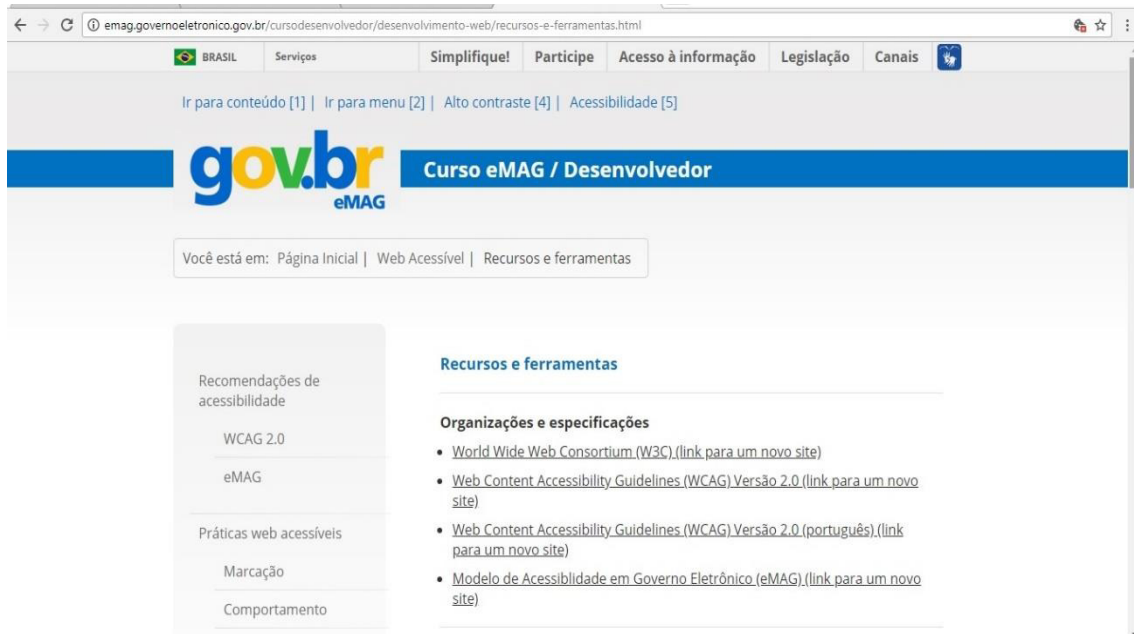 emag.governoeletronico.gov.br/cursodesenvolvedor/desenvolvimento-web/recursos-e-ferramentas.html
BRASIL Serviços Simplifique! Participe Acesso à informação Legislação Canais
Ir para conteúdo [1] | Ir para menu [2] | Alto contraste [4] | Acessibilidade [5]
gov.br
eMAG
Curso eMAG / Desenvolvedor
Você está em: Página Inicial | Web Acessível | Recursos e ferramentas
Recomendações de
acessibilidade
WCAG 2.0
eMAG
Práticas web acessíveis
Marcação
Comportamento
Recursos e ferramentas
Organizações e especificações
• World Wide Web Consortium (W3C) (link para um novo site)
• Web Content Accessibility Guidelines (WCAG) Versão 2.0 (link para um novo
site)
• Web Content Accessibility Guidelines (WCAG) Versão 2.0 (português) (link
para um novo site)
• Modelo de Acessiblidade em Governo Eletrônico (eMAG) (link para um novo
site)